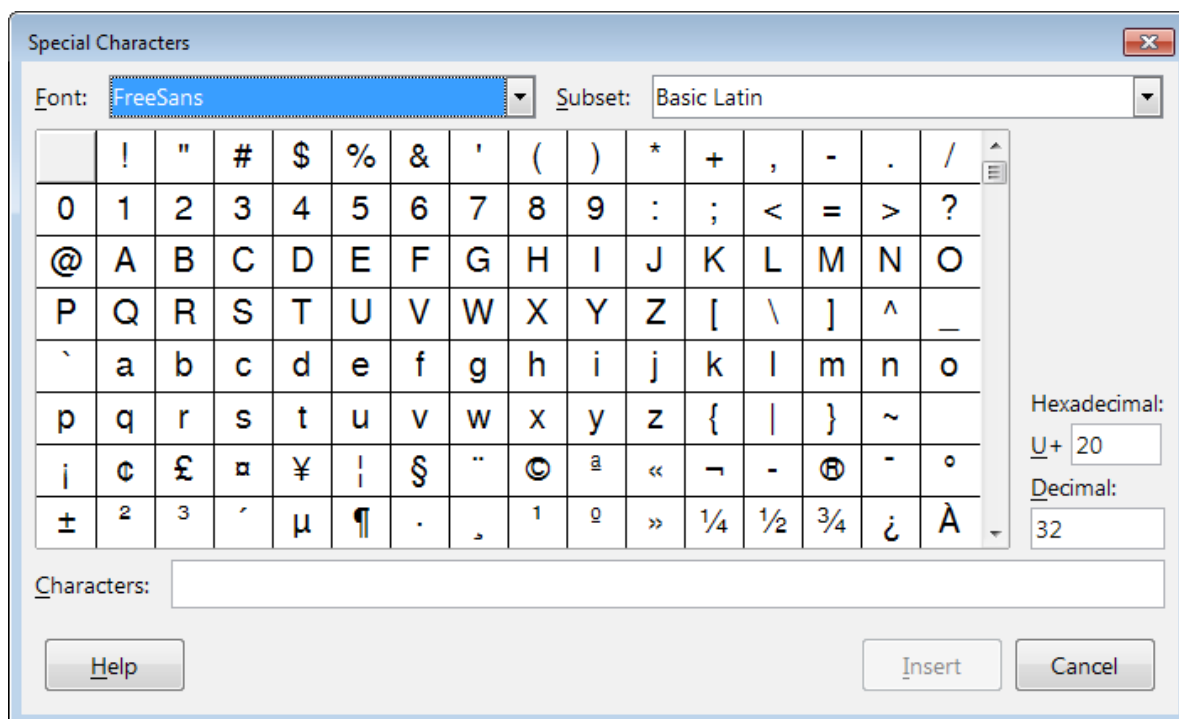 Special Characters
Font: FreeSans Subset: Basic Latin
! " # $ % & ' ( ) * + , - . /
0 1 2 3 4 5 6 7 8 9 : ; < = > ?
@ A B C D E F G H I J K L M N O
P Q R S T U V W X Y Z [ \ ] ^ _
` a b c d e f g h i j k l m n o
p q r s t u v w x y z { | } ~
Hexadecimal:
¡ ¢ £ ¤ ¥ ¦ § ¨ © ª « ¬ - ® ¯ °
U+ 20
Decimal:
± ² ³ ´ µ ¶ · ¸ ¹ º » ¼ ½ ¾ ¿ À
32
Characters:
Help Insert Cancel